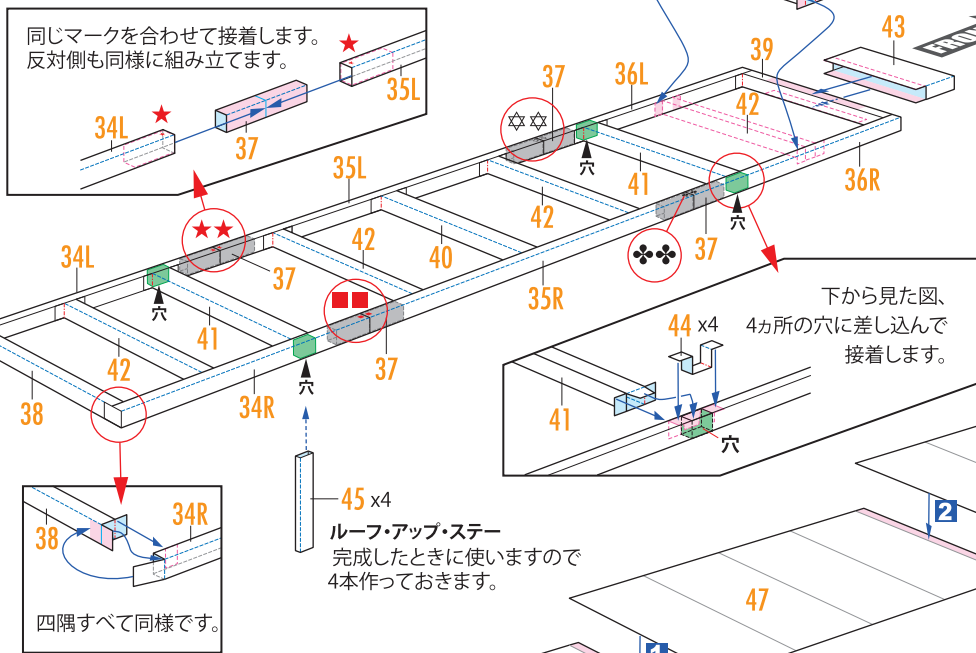 同じマークを合わせて接着します。
反対側も同様に組み立てます。
34L
37
35L
43
39
36L
37
42
36R
41
穴
35L
42
40
37
穴
35R
34L
42
37
41
穴
37
穴
38
42
34R
下から見た図、
4ヵ所の穴に差し込んで
接着します。
44 x4
41
穴
38
34R
四隅すべて同様です。
45 x4
ルーフ・アップ・ステー
完成したときに使いますので
4本作っておきます。
2
47
1